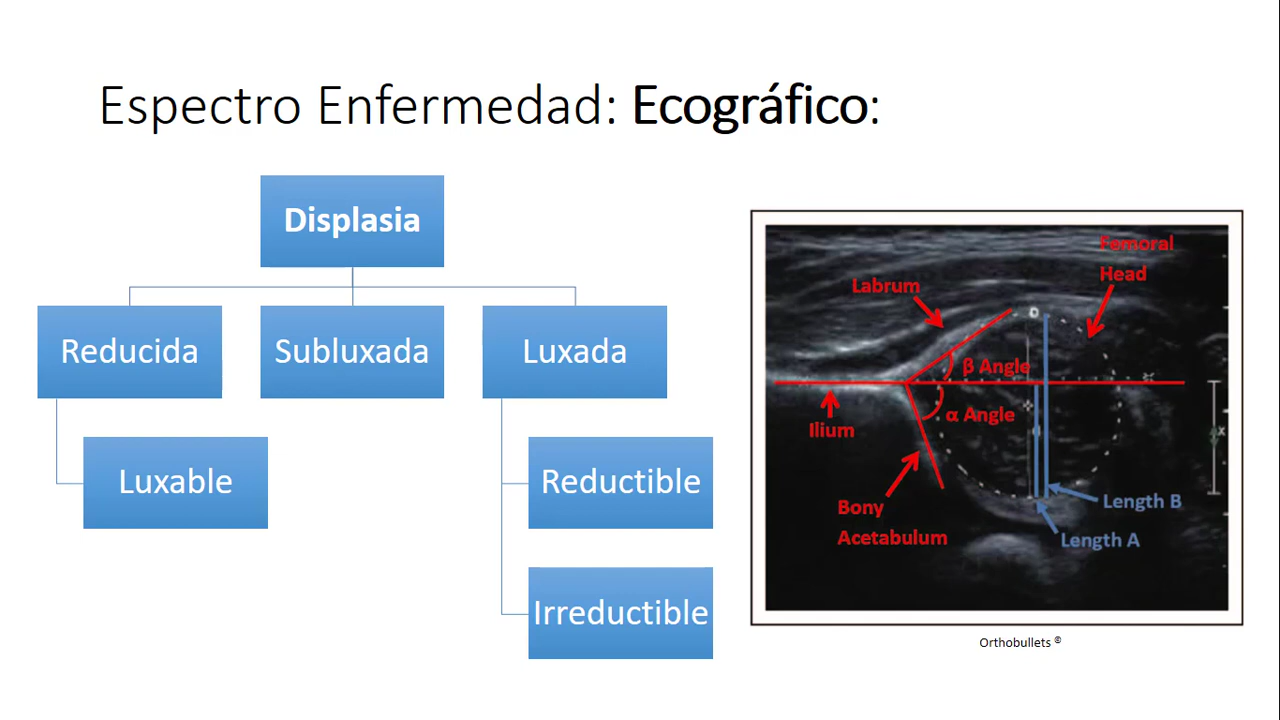 Espectro Enfermedad: Ecográfico:
Displasia
Reducida
Subluxada
Luxada
Luxable
Reductible
Irreductible
Femoral
Head
Labrum
β Angle
α Angle
Ilium
Bony
Acetabulum
Length B
Length A
Orthobullets ©